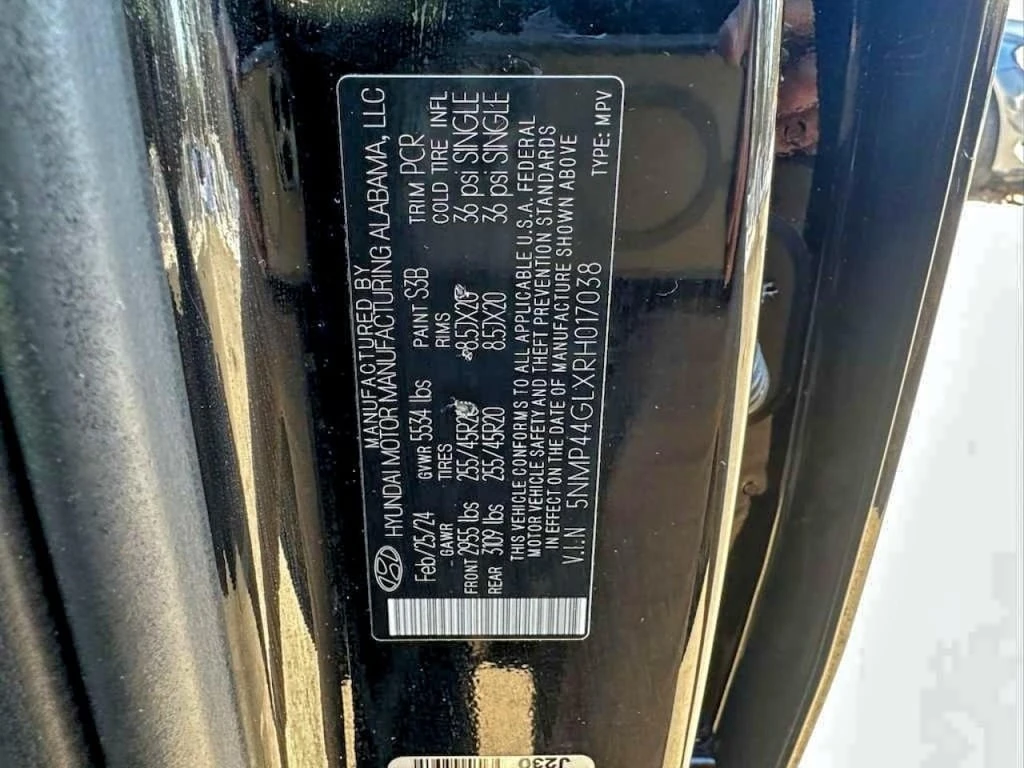 MANUFACTURED BY
HYUNDAI MOTOR MANUFACTURING ALABAMA, LLC
Feb/25/24 GVWR 5534 lbs PAINT S3B TRIM PCR
GAWR TIRES RIMS COLD TIRE INFL
FRONT 2955 lbs 255/45R20 8.5JX20 36 psi SINGLE
REAR 3109 lbs 255/45R20 8.5JX20 36 psi SINGLE
THIS VEHICLE CONFORMS TO ALL APPLICABLE U.S.A. FEDERAL
MOTOR VEHICLE SAFETY AND THEFT PREVENTION STANDARDS
IN EFFECT ON THE DATE OF MANUFACTURE SHOWN ABOVE
V.I.N 5NMP44GLXRH017038
TYPE: MPV
J230